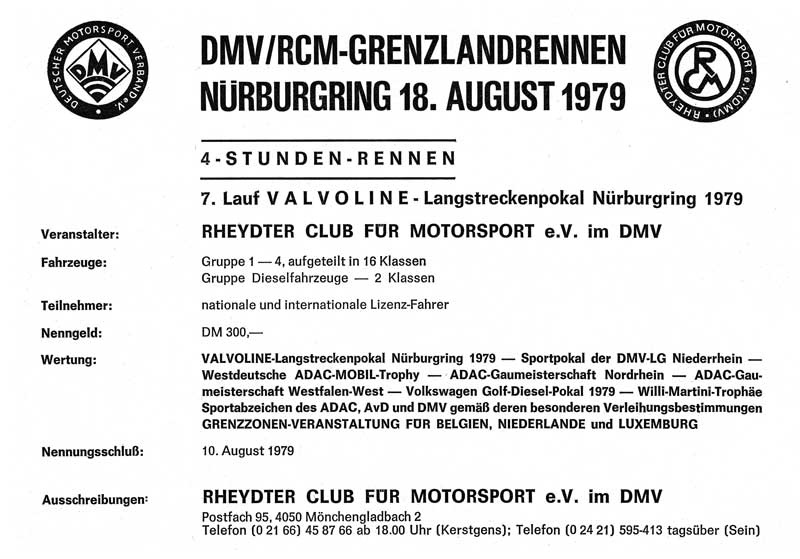 DEUTSCHER MOTORSPORT VERBAND e.V.
DMV
DMV/RCM-GRENZLANDRENNEN
NÜRBURGRING 18. AUGUST 1979
RHEYDTER CLUB FÜR MOTORSPORT e.V. (DMV)
RCM
4-STUNDEN-RENNEN
7. Lauf VALVOLINE-Langstreckenpokal Nürburgring 1979
Veranstalter: RHEYDTER CLUB FÜR MOTORSPORT e.V. im DMV
Fahrzeuge: Gruppe 1 — 4, aufgeteilt in 16 Klassen
Gruppe Dieselfahrzeuge — 2 Klassen
Teilnehmer: nationale und internationale Lizenz-Fahrer
Nenngeld: DM 300,—
Wertung: VALVOLINE-Langstreckenpokal Nürburgring 1979 — Sportpokal der DMV-LG Niederrhein —
Westdeutsche ADAC-MOBIL-Trophy — ADAC-Gaumeisterschaft Nordrhein — ADAC-Gau-
meisterschaft Westfalen-West — Volkswagen Golf-Diesel-Pokal 1979 — Willi-Martini-Trophäe
Sportabzeichen des ADAC, AvD und DMV gemäß deren besonderen Verleihungsbestimmungen
GRENZZONEN-VERANSTALTUNG FÜR BELGIEN, NIEDERLANDE und LUXEMBURG
Nennungsschluß: 10. August 1979
Ausschreibungen: RHEYDTER CLUB FÜR MOTORSPORT e.V. im DMV
Postfach 95, 4050 Mönchengladbach 2
Telefon (0 21 66) 45 87 66 ab 18.00 Uhr (Kerstgens); Telefon (0 24 21) 595-413 tagsüber (Sein)